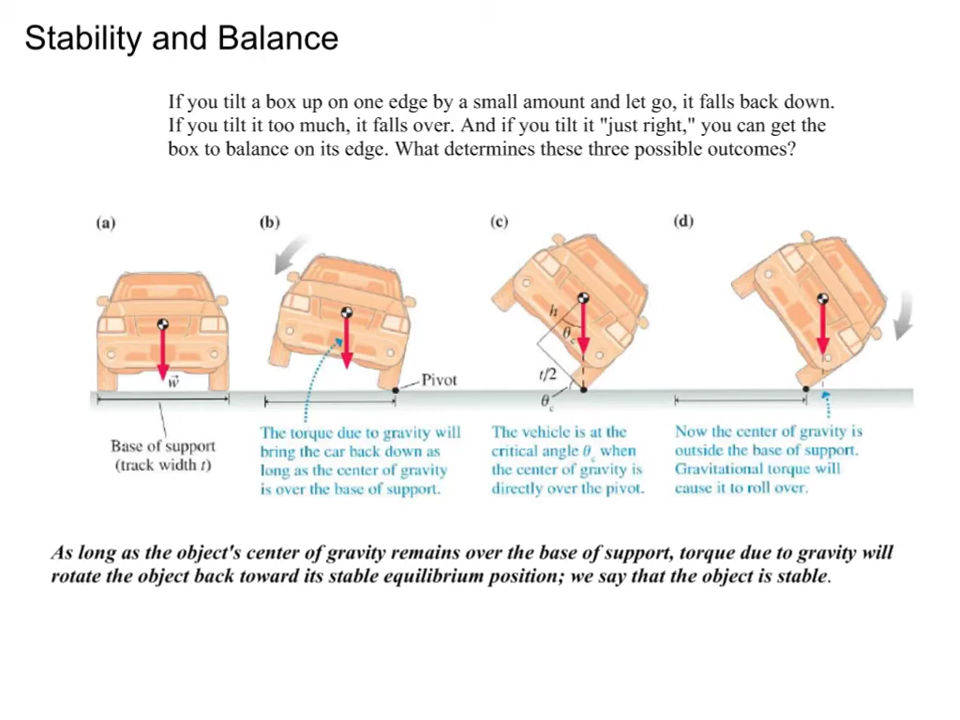 Stability and Balance
If you tilt a box up on one edge by a small amount and let go, it falls back down.
If you tilt it too much, it falls over. And if you tilt it "just right," you can get the
box to balance on its edge. What determines these three possible outcomes?
(a)
(b)
(c)
(d)
h
θc
w⃗
t/2
Pivot
θc
Base of support
(track width t)
The torque due to gravity will
bring the car back down as
long as the center of gravity
is over the base of support.
The vehicle is at the
critical angle θc when
the center of gravity is
directly over the pivot.
Now the center of gravity is
outside the base of support.
Gravitational torque will
cause it to roll over.
As long as the object's center of gravity remains over the base of support, torque due to gravity will
rotate the object back toward its stable equilibrium position; we say that the object is stable.